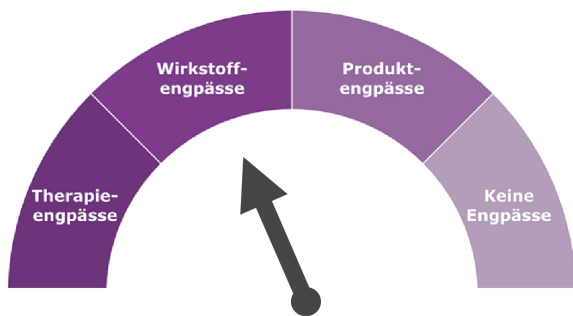 Wirkstoff-
engpässe
Produkt-
engpässe
Therapie-
engpässe
Keine
Engpässe